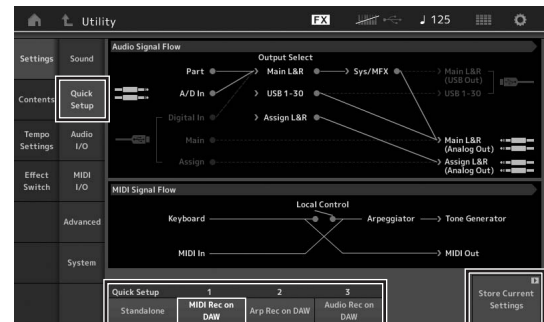 Utility
FX
♩ 125
Settings
Contents
Tempo
Settings
Effect
Switch
Sound
Quick
Setup
Audio
I/O
MIDI
I/O
Advanced
System
Audio Signal Flow
Output Select
Part
Main L&R
Sys/MFX
Main L&R
(USB Out)
A/D In
USB 1-30
USB 1-30
Digital In
Assign L&R
Main
Main L&R
(Analog Out)
Assign
Assign L&R
(Analog Out)
MIDI Signal Flow
Local Control
Keyboard
Arpeggiator
Tone Generator
MIDI In
MIDI Out
Quick Setup
1
2
3
Standalone
MIDI Rec on
DAW
Arp Rec on DAW
Audio Rec on
DAW
Store Current
Settings